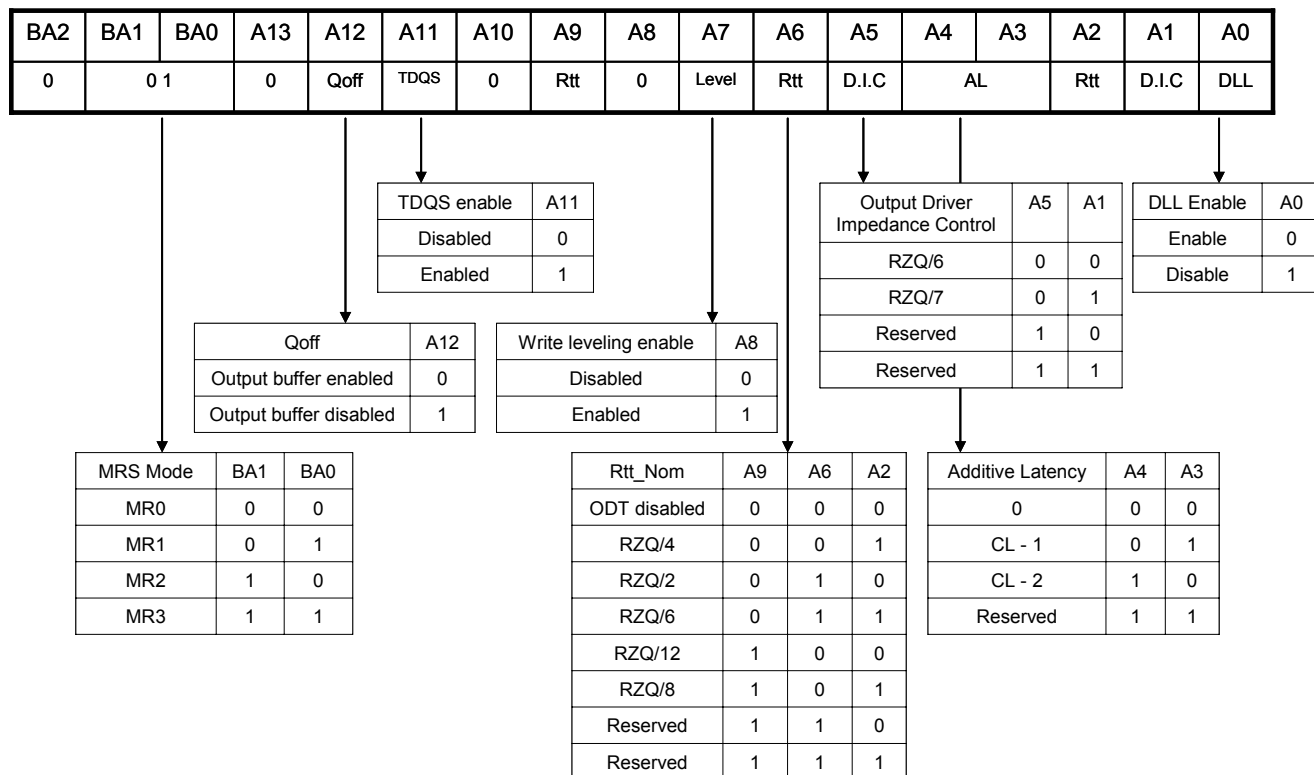 BA2 BA1 BA0 A13 A12 A11 A10 A9 A8 A7 A6 A5 A4 A3 A2 A1 A0
0 0 1 0 Qoff TDQS 0 Rtt 0 Level Rtt D.I.C AL Rtt D.I.C DLL
TDQS enable A11
Disabled 0
Enabled 1
Output Driver
Impedance Control A5 A1
RZQ/6 0 0
RZQ/7 0 1
Reserved 1 0
Reserved 1 1
DLL Enable A0
Enable 0
Disable 1
Qoff A12
Output buffer enabled 0
Output buffer disabled 1
Write leveling enable A8
Disabled 0
Enabled 1
MRS Mode BA1 BA0
MR0 0 0
MR1 0 1
MR2 1 0
MR3 1 1
Rtt_Nom A9 A6 A2
ODT disabled 0 0 0
RZQ/4 0 0 1
RZQ/2 0 1 0
RZQ/6 0 1 1
RZQ/12 1 0 0
RZQ/8 1 0 1
Reserved 1 1 0
Reserved 1 1 1
Additive Latency A4 A3
0 0 0
CL - 1 0 1
CL - 2 1 0
Reserved 1 1